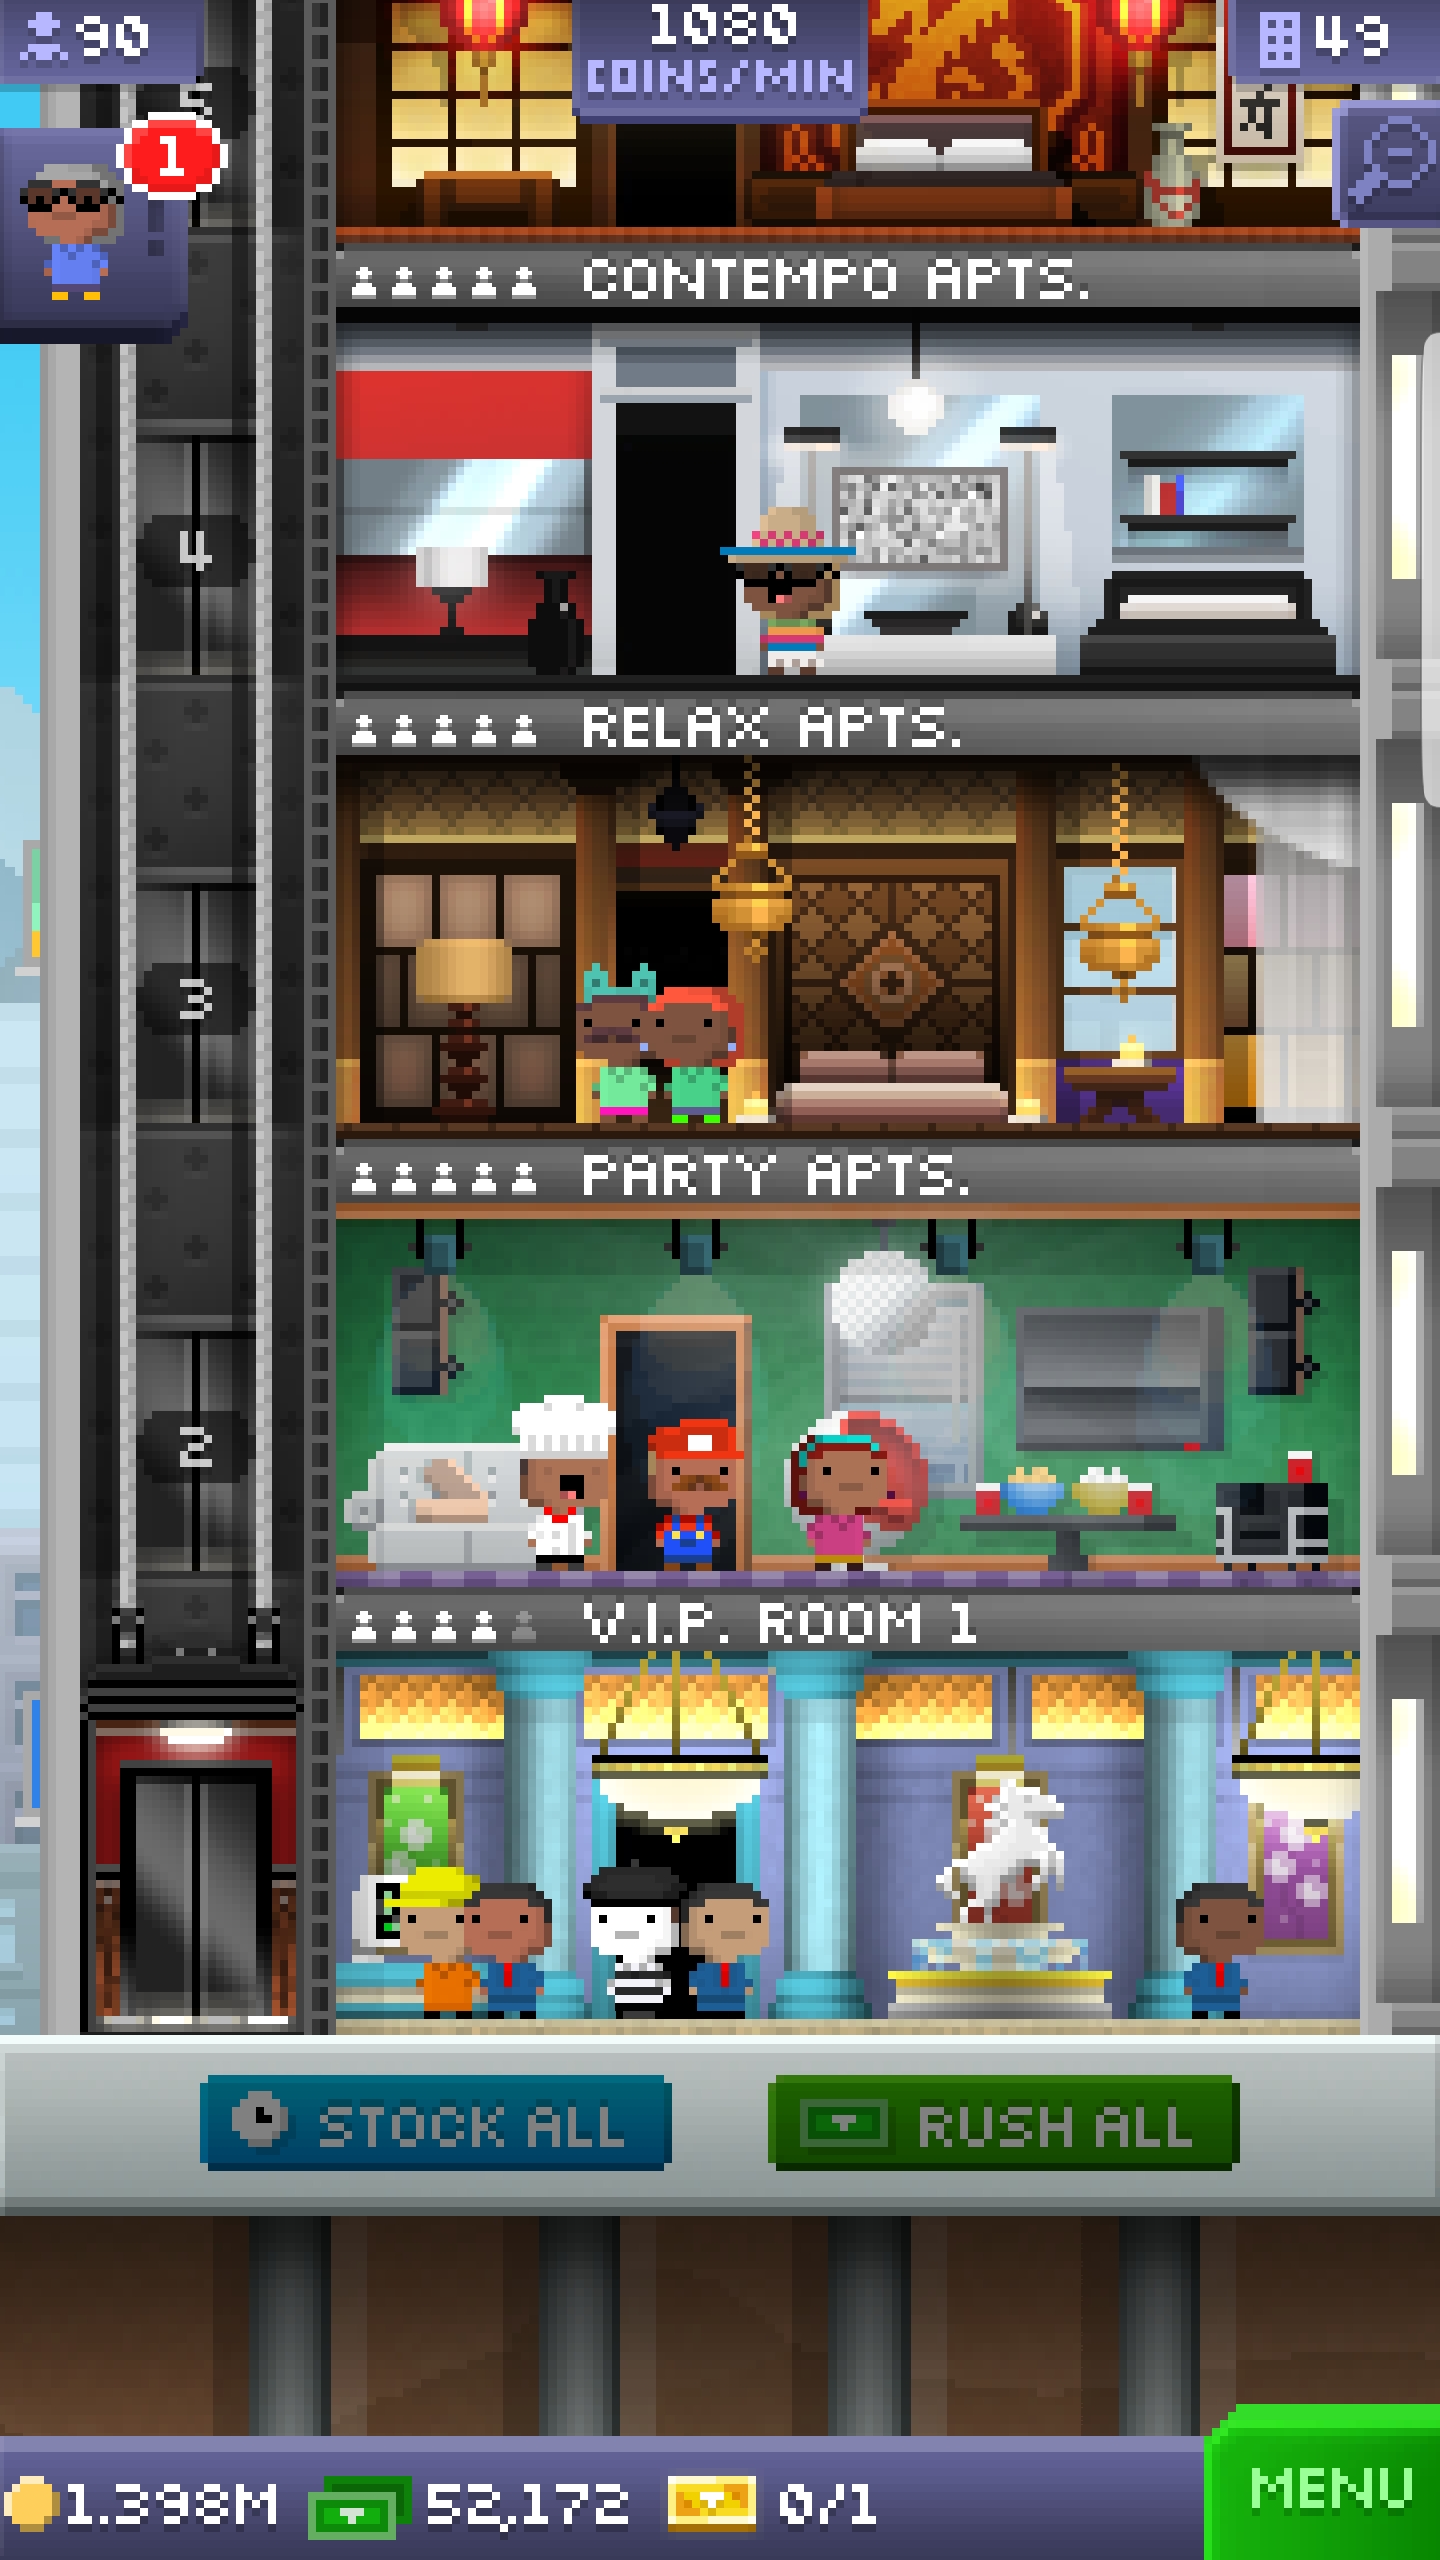 90
1080
COINS/MIN
49
5
1
CONTEMPO APTS.
4
RELAX APTS.
3
PARTY APTS.
2
V.I.P. ROOM 1
STOCK ALL
RUSH ALL
1.398M
52,172
0/1
MENU